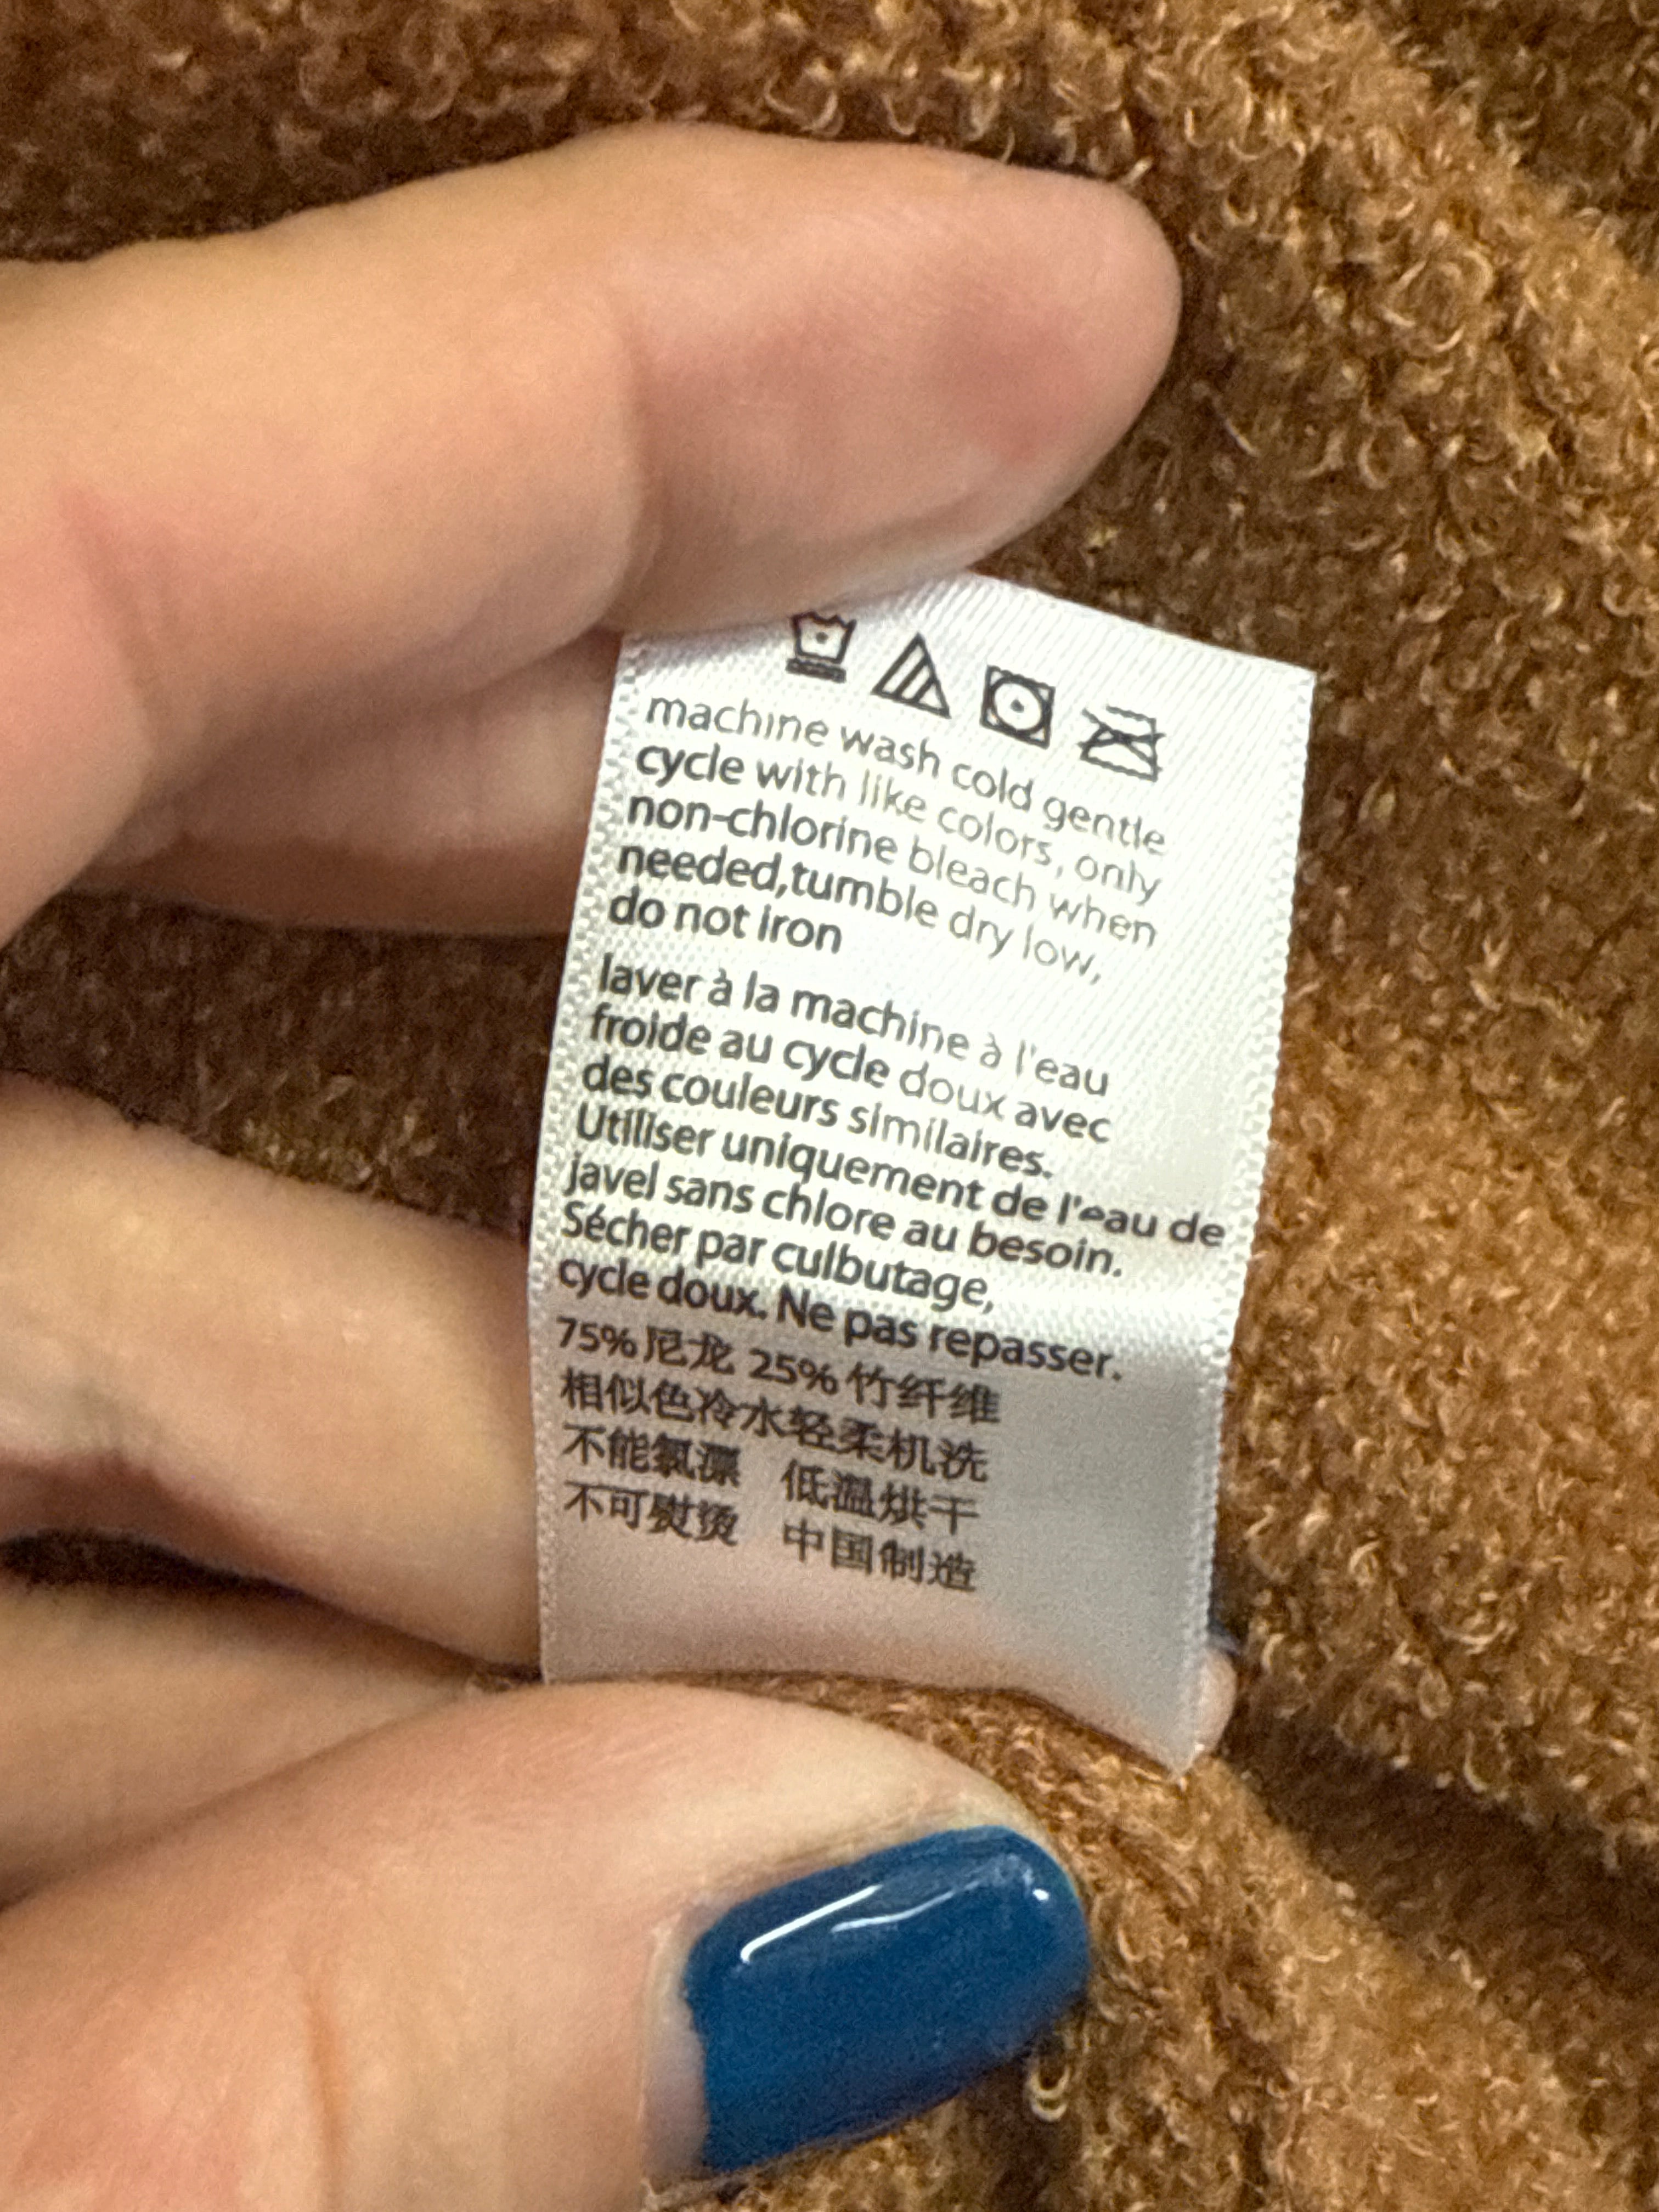 machine wash cold gentle
cycle with like colors, only
non-chlorine bleach when
needed,tumble dry low,
do not iron
laver à la machine à l'eau
froide au cycle doux avec
des couleurs similaires.
Utiliser uniquement de l'eau de
javel sans chlore au besoin.
Sécher par culbutage,
cycle doux. Ne pas repasser.
75% 尼龙 25% 竹纤维
相似色冷水轻柔机洗
不能氯漂 低温烘干
不可熨烫 中国制造